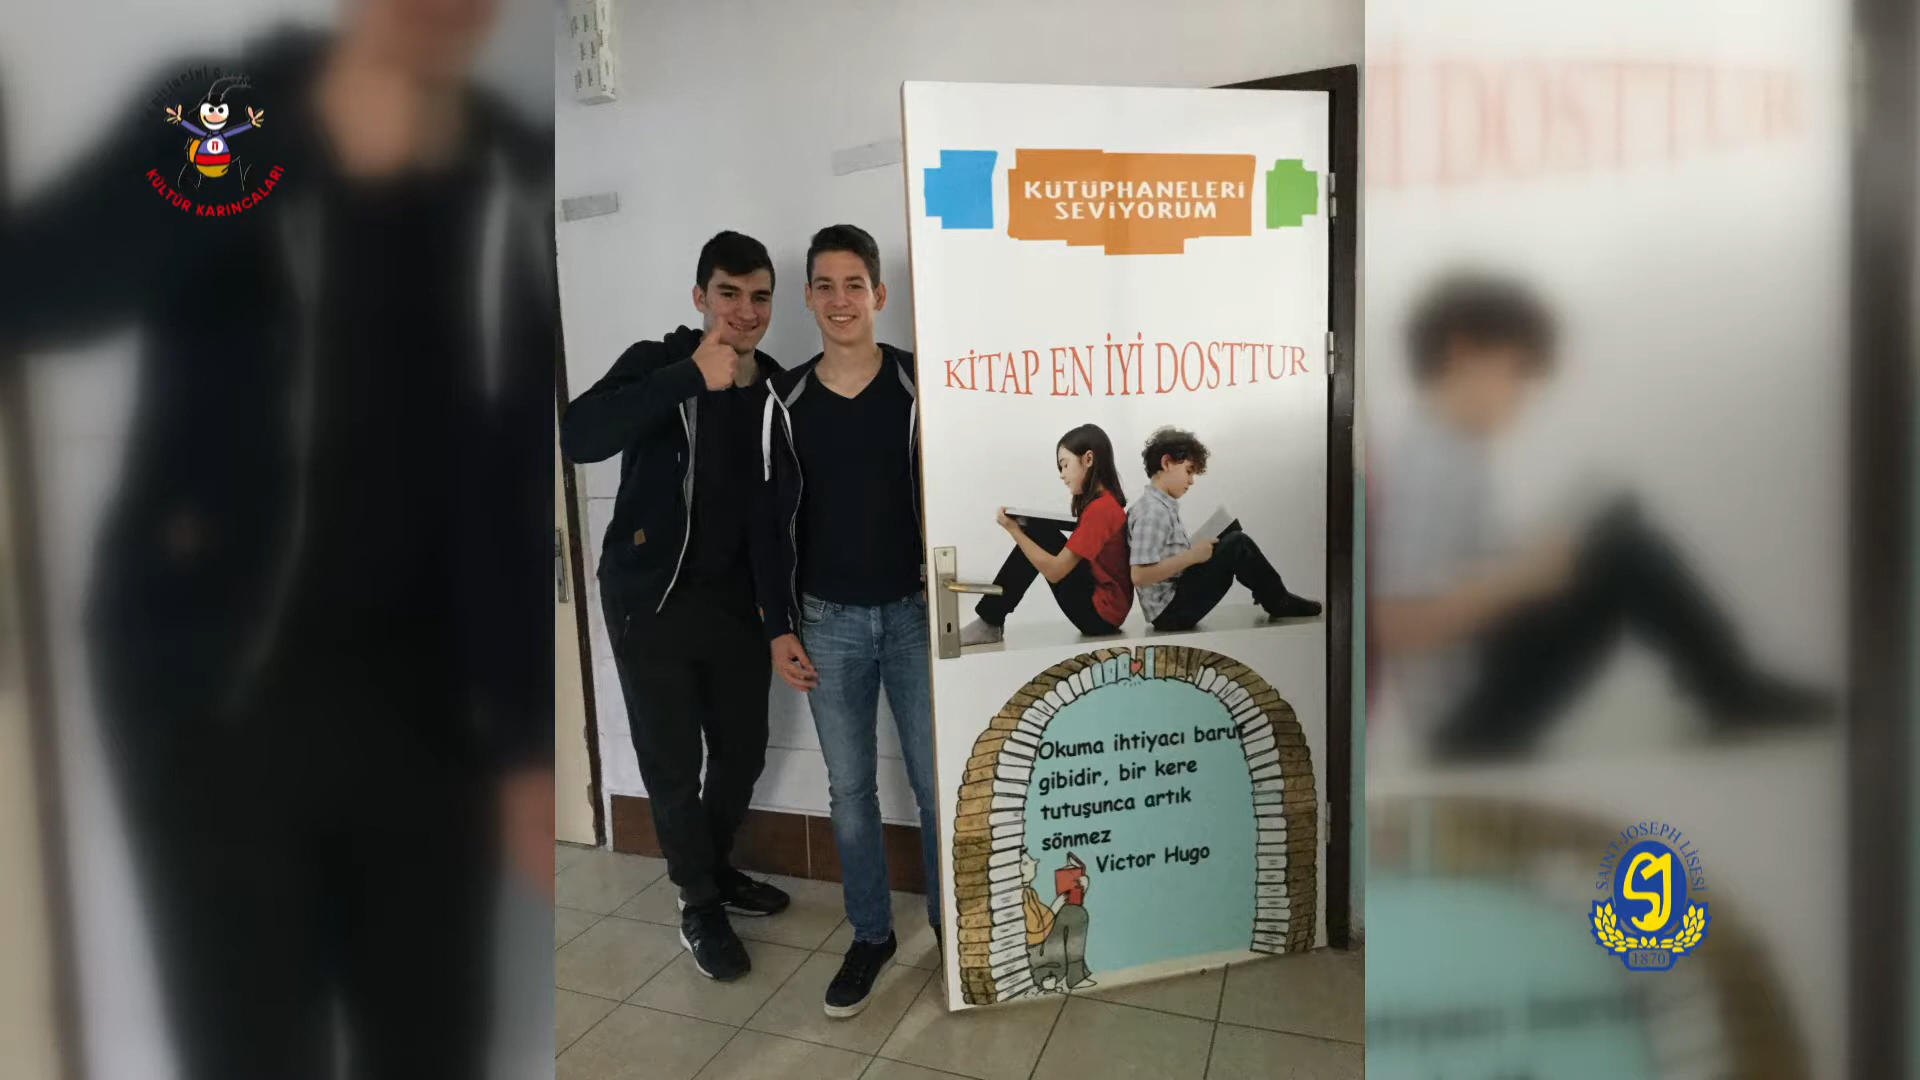 KÜLTÜR KARINCALARI
KÜTÜPHANELERİ
SEVİYORUM
KİTAP EN İYİ DOSTTUR
Okuma ihtiyacı barut
gibidir, bir kere
tutuşunca artık
sönmez
Victor Hugo
SAINT-JOSEPH LİSESİ
SJ
1870